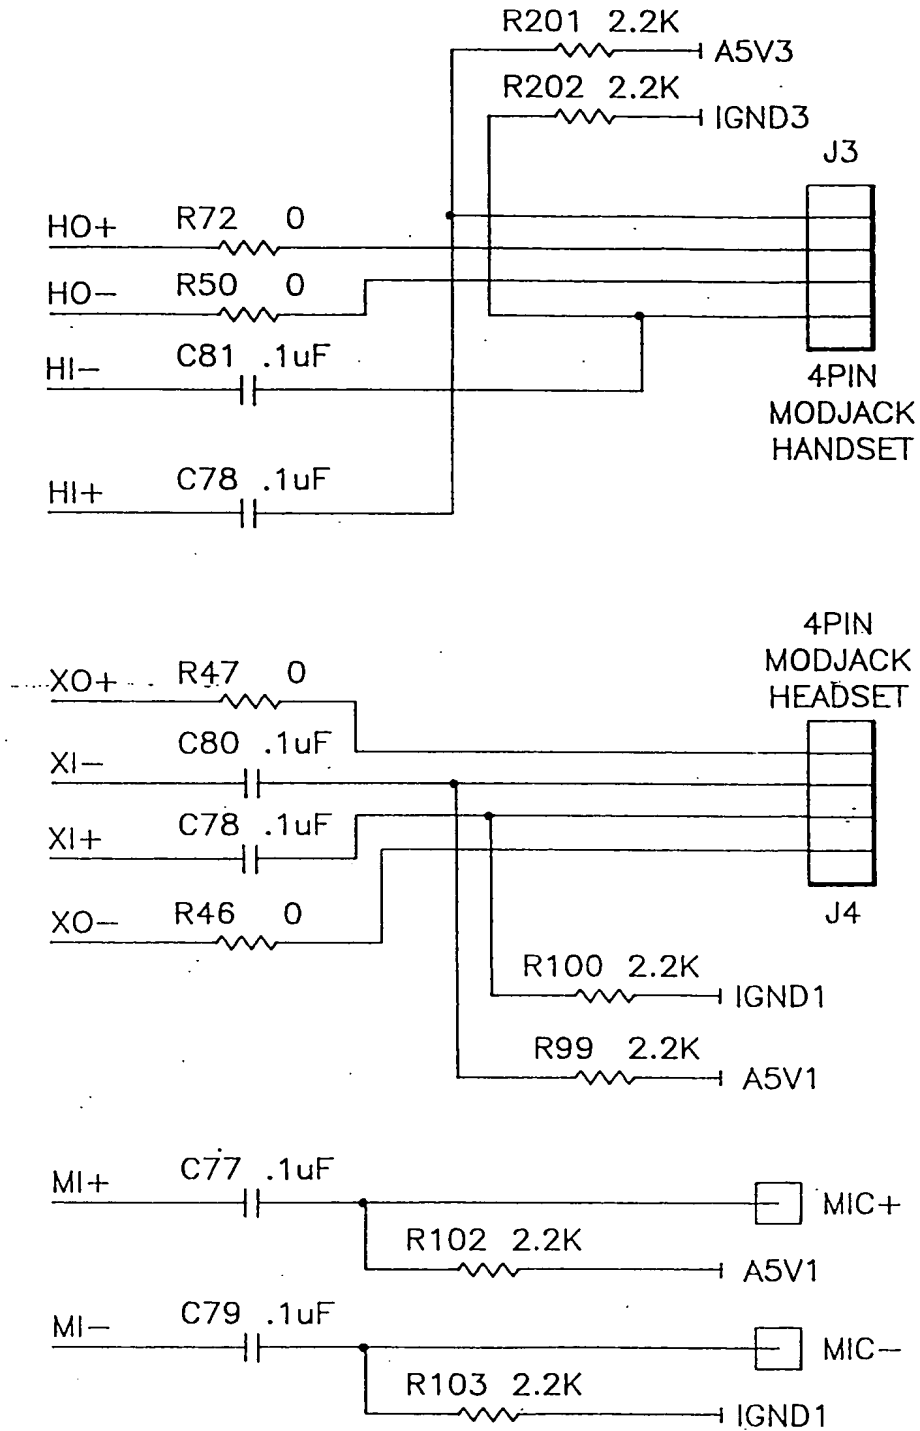 R201 2.2K
A5V3
R202 2.2K
IGND3
J3
HO+ R72 0
HO- R50 0
HI- C81 .1uF
4PIN
MODJACK
HANDSET
HI+ C78 .1uF
4PIN
MODJACK
HEADSET
XO+ R47 0
XI- C80 .1uF
XI+ C78 .1uF
XO- R46 0
J4
R100 2.2K
IGND1
R99 2.2K
A5V1
MI+ C77 .1uF
MIC+
R102 2.2K
A5V1
MI- C79 .1uF
MIC-
R103 2.2K
IGND1